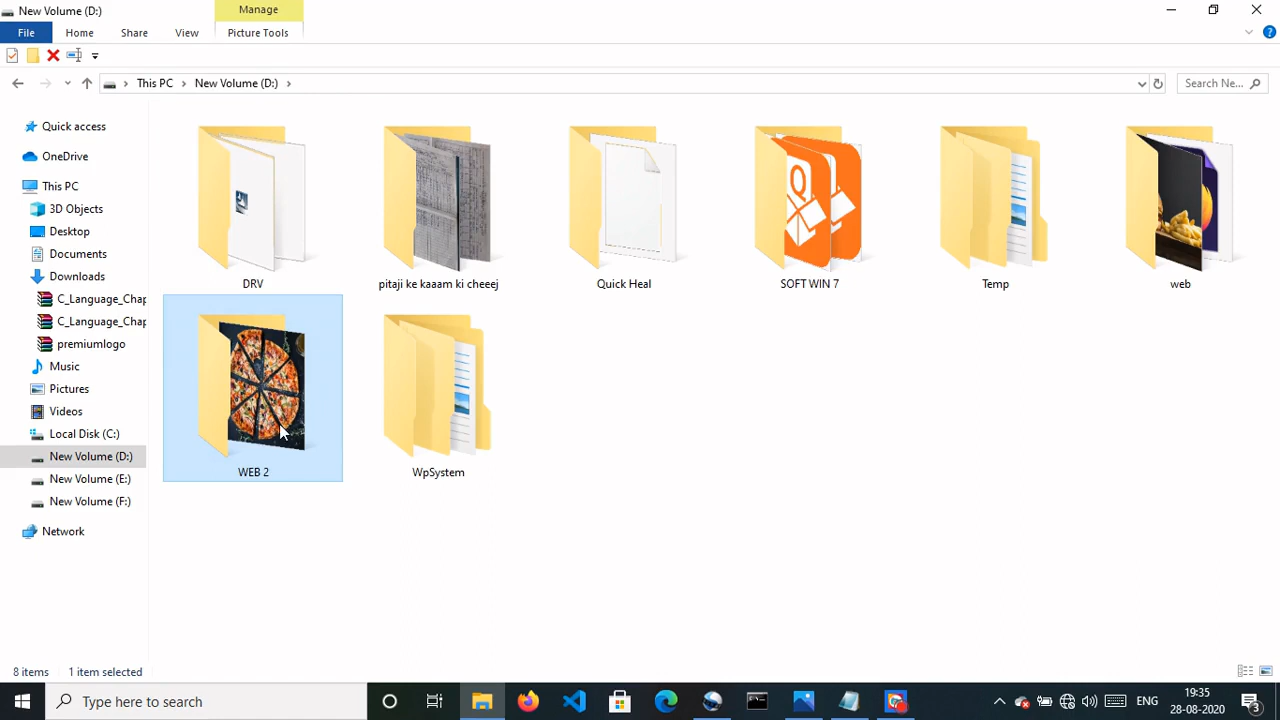 New Volume (D:)
Manage
File
Home
Share
View
Picture Tools
This PC
New Volume (D:)
Search Ne...
Quick access
OneDrive
This PC
3D Objects
Desktop
Documents
Downloads
C_Language_Chap
C_Language_Chap
premiumlogo
Music
Pictures
Videos
Local Disk (C:)
New Volume (D:)
New Volume (E:)
New Volume (F:)
Network
DRV
pitaji ke kaaam ki cheeej
Quick Heal
SOFT WIN 7
Temp
web
WEB 2
WpSystem
8 items
1 item selected
Type here to search
ENG
19:35
28-08-2020
3